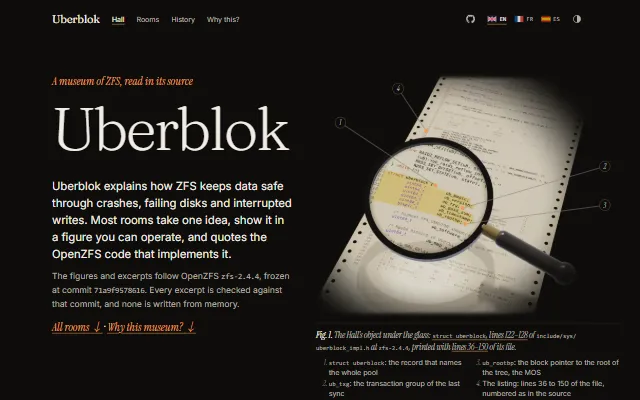 Uberblok Hall Rooms History Why this? EN FR ES
A museum of ZFS, read in its source
Uberblok
Uberblok explains how ZFS keeps data safe
through crashes, failing disks and interrupted
writes. Most rooms take one idea, show it in
a figure you can operate, and quotes the
OpenZFS code that implements it.
The figures and excerpts follow OpenZFS zfs-2.4.4, frozen
at commit 71a9f9578616. Every excerpt is checked against
that commit, and none is written from memory.
All rooms ↓ · Why this museum? ↓
4
1
2
3
Fig. 1. The Hall's object under the glass: struct uberblock, lines 122–128 of include/sys/
uberblock_impl.h at zfs-2.4.4, printed with lines 36–150 of its file.
1 struct uberblock: the record that names
the whole pool
2 ub_txg: the transaction group of the last
sync
3 ub_rootbp: the block pointer to the root of
the tree, the MOS
4 The listing: lines 36 to 150 of the file,
numbered as in the source